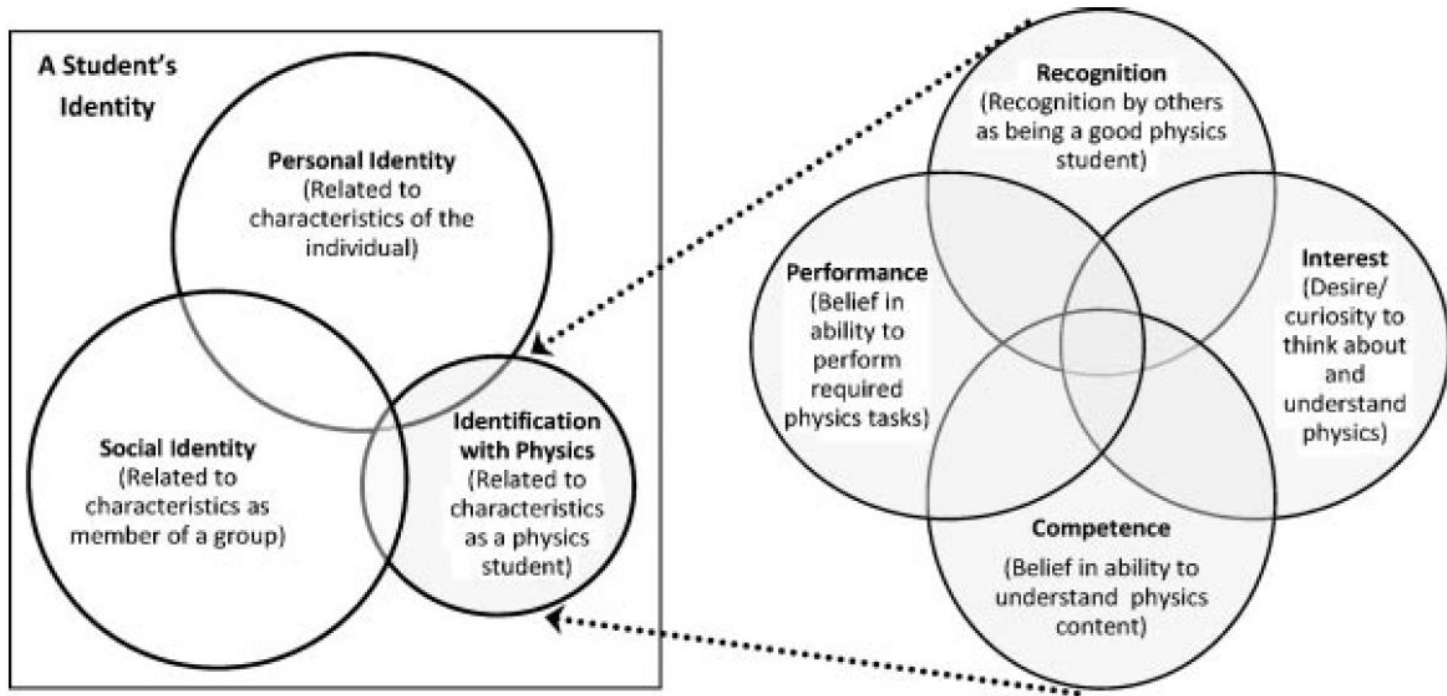 A Student's
Identity
Personal Identity
(Related to
characteristics of the
individual)
Social Identity
(Related to
characteristics as
member of a group)
Identification
with Physics
(Related to
characteristics
as a physics
student)
Recognition
(Recognition by others
as being a good physics
student)
Performance
(Belief in
ability to
perform
required
physics tasks)
Interest
(Desire/
curiosity to
think about
and
understand
physics)
Competence
(Belief in ability to
understand physics
content)